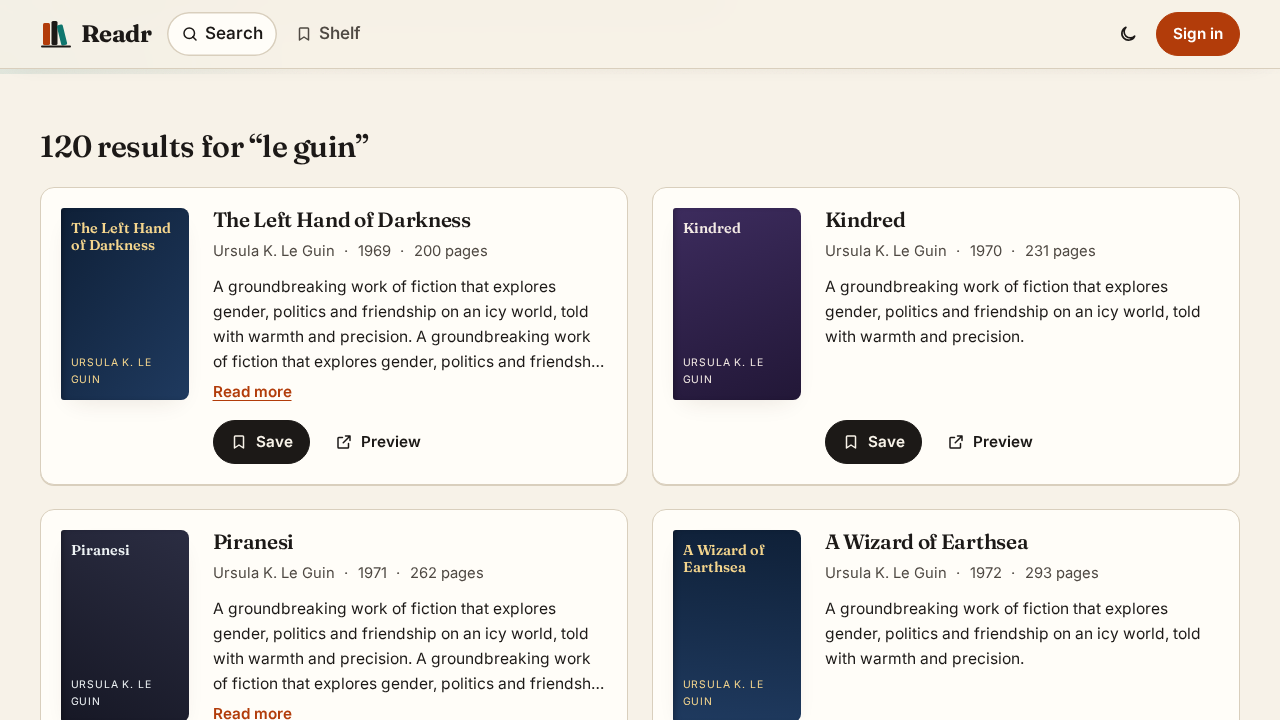 Readr
Search
Shelf
Sign in
120 results for “le guin”
The Left Hand
of Darkness
URSULA K. LE
GUIN
The Left Hand of Darkness
Ursula K. Le Guin · 1969 · 200 pages
A groundbreaking work of fiction that explores
gender, politics and friendship on an icy world, told
with warmth and precision. A groundbreaking work
of fiction that explores gender, politics and friendsh…
Read more
Save
Preview
Kindred
URSULA K. LE
GUIN
Kindred
Ursula K. Le Guin · 1970 · 231 pages
A groundbreaking work of fiction that explores
gender, politics and friendship on an icy world, told
with warmth and precision.
Save
Preview
Piranesi
URSULA K. LE
GUIN
Piranesi
Ursula K. Le Guin · 1971 · 262 pages
A groundbreaking work of fiction that explores
gender, politics and friendship on an icy world, told
with warmth and precision. A groundbreaking work
of fiction that explores gender, politics and friendsh…
Read more
A Wizard of
Earthsea
URSULA K. LE
GUIN
A Wizard of Earthsea
Ursula K. Le Guin · 1972 · 293 pages
A groundbreaking work of fiction that explores
gender, politics and friendship on an icy world, told
with warmth and precision.